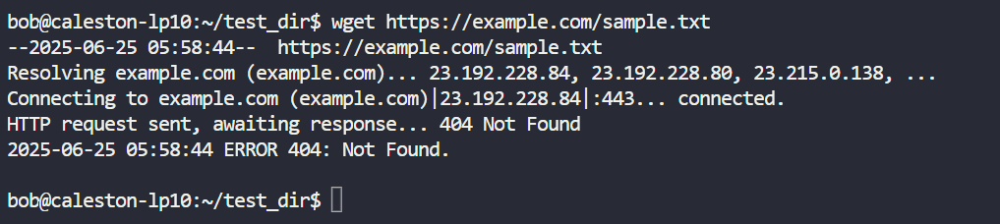 bob@caleston-lp10:~/test_dir$ wget https://example.com/sample.txt
--2025-06-25 05:58:44--  https://example.com/sample.txt
Resolving example.com (example.com)... 23.192.228.84, 23.192.228.80, 23.215.0.138, ...
Connecting to example.com (example.com)|23.192.228.84|:443... connected.
HTTP request sent, awaiting response... 404 Not Found
2025-06-25 05:58:44 ERROR 404: Not Found.
bob@caleston-lp10:~/test_dir$